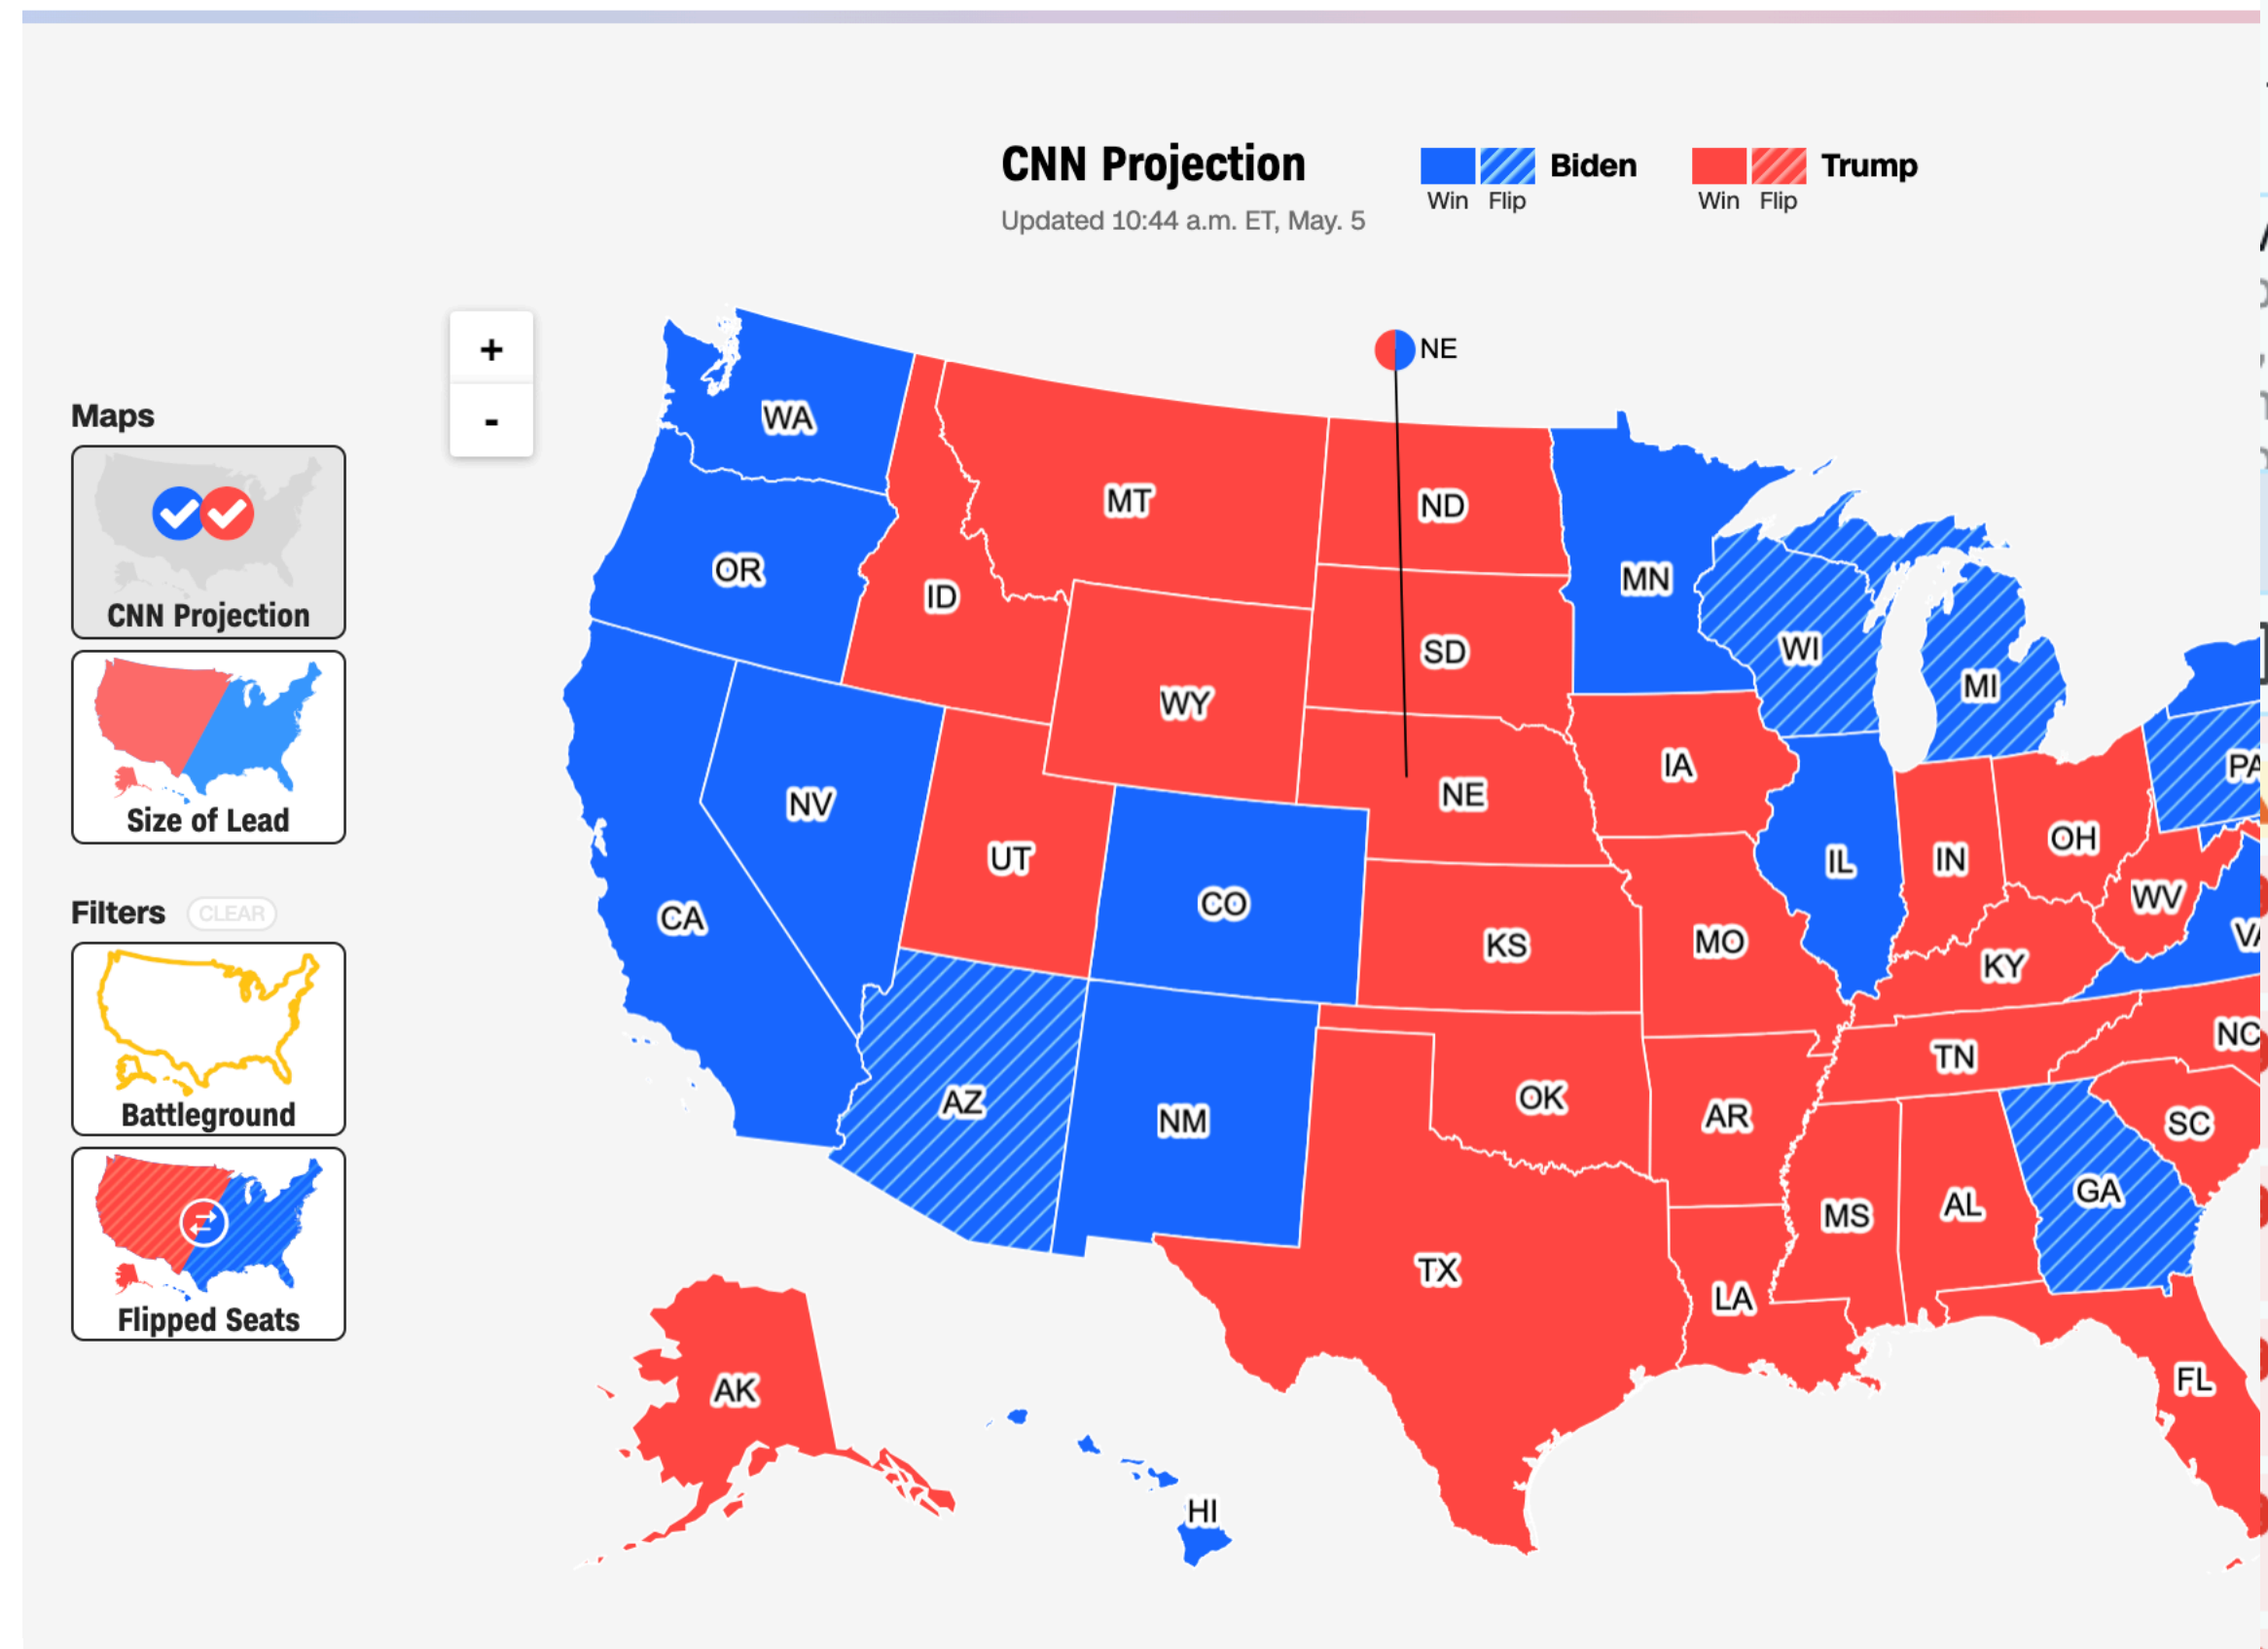 CNN Projection
Updated 10:44 a.m. ET, May. 5
Win Flip
Biden
Win Flip
Trump
+
-
Maps
CNN Projection
Size of Lead
Filters
CLEAR
Battleground
Flipped Seats
NE
WA
MT
ND
OR
ID
MN
SD
WI
MI
WY
IA
PA
NV
NE
UT
OH
IL
IN
CO
CA
WV
KS
MO
KY
VA
NC
TN
AZ
NM
OK
AR
SC
MS
AL
GA
TX
LA
AK
FL
HI